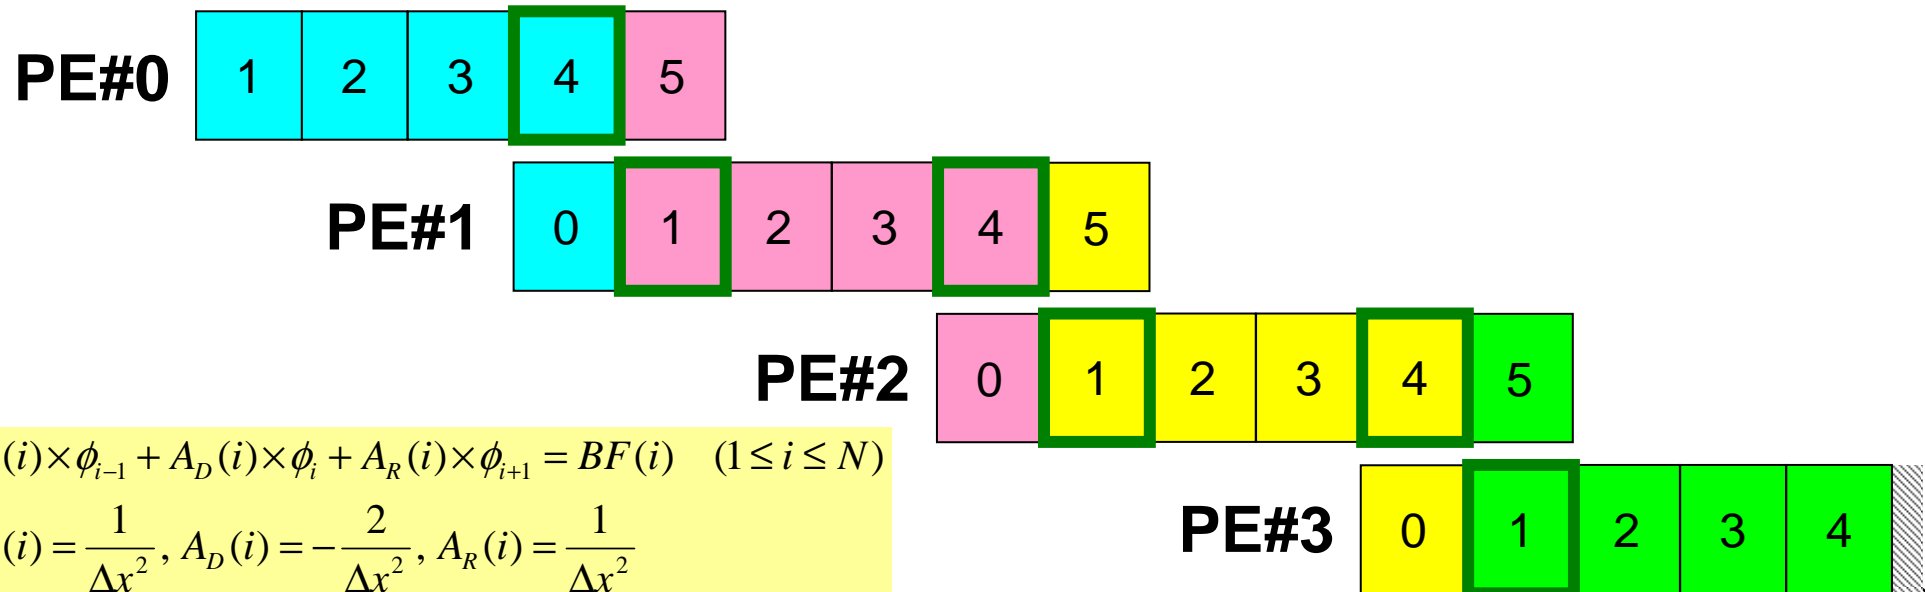 PE#0 1 2 3 4 5
PE#1 0 1 2 3 4 5
PE#2 0 1 2 3 4 5
(i)×ϕ_{i−1} + A_D(i)×ϕ_i + A_R(i)×ϕ_{i+1} = BF(i) (1≤i≤N)
(i) = 1/Δx², A_D(i) = −2/Δx², A_R(i) = 1/Δx²
PE#3 0 1 2 3 4